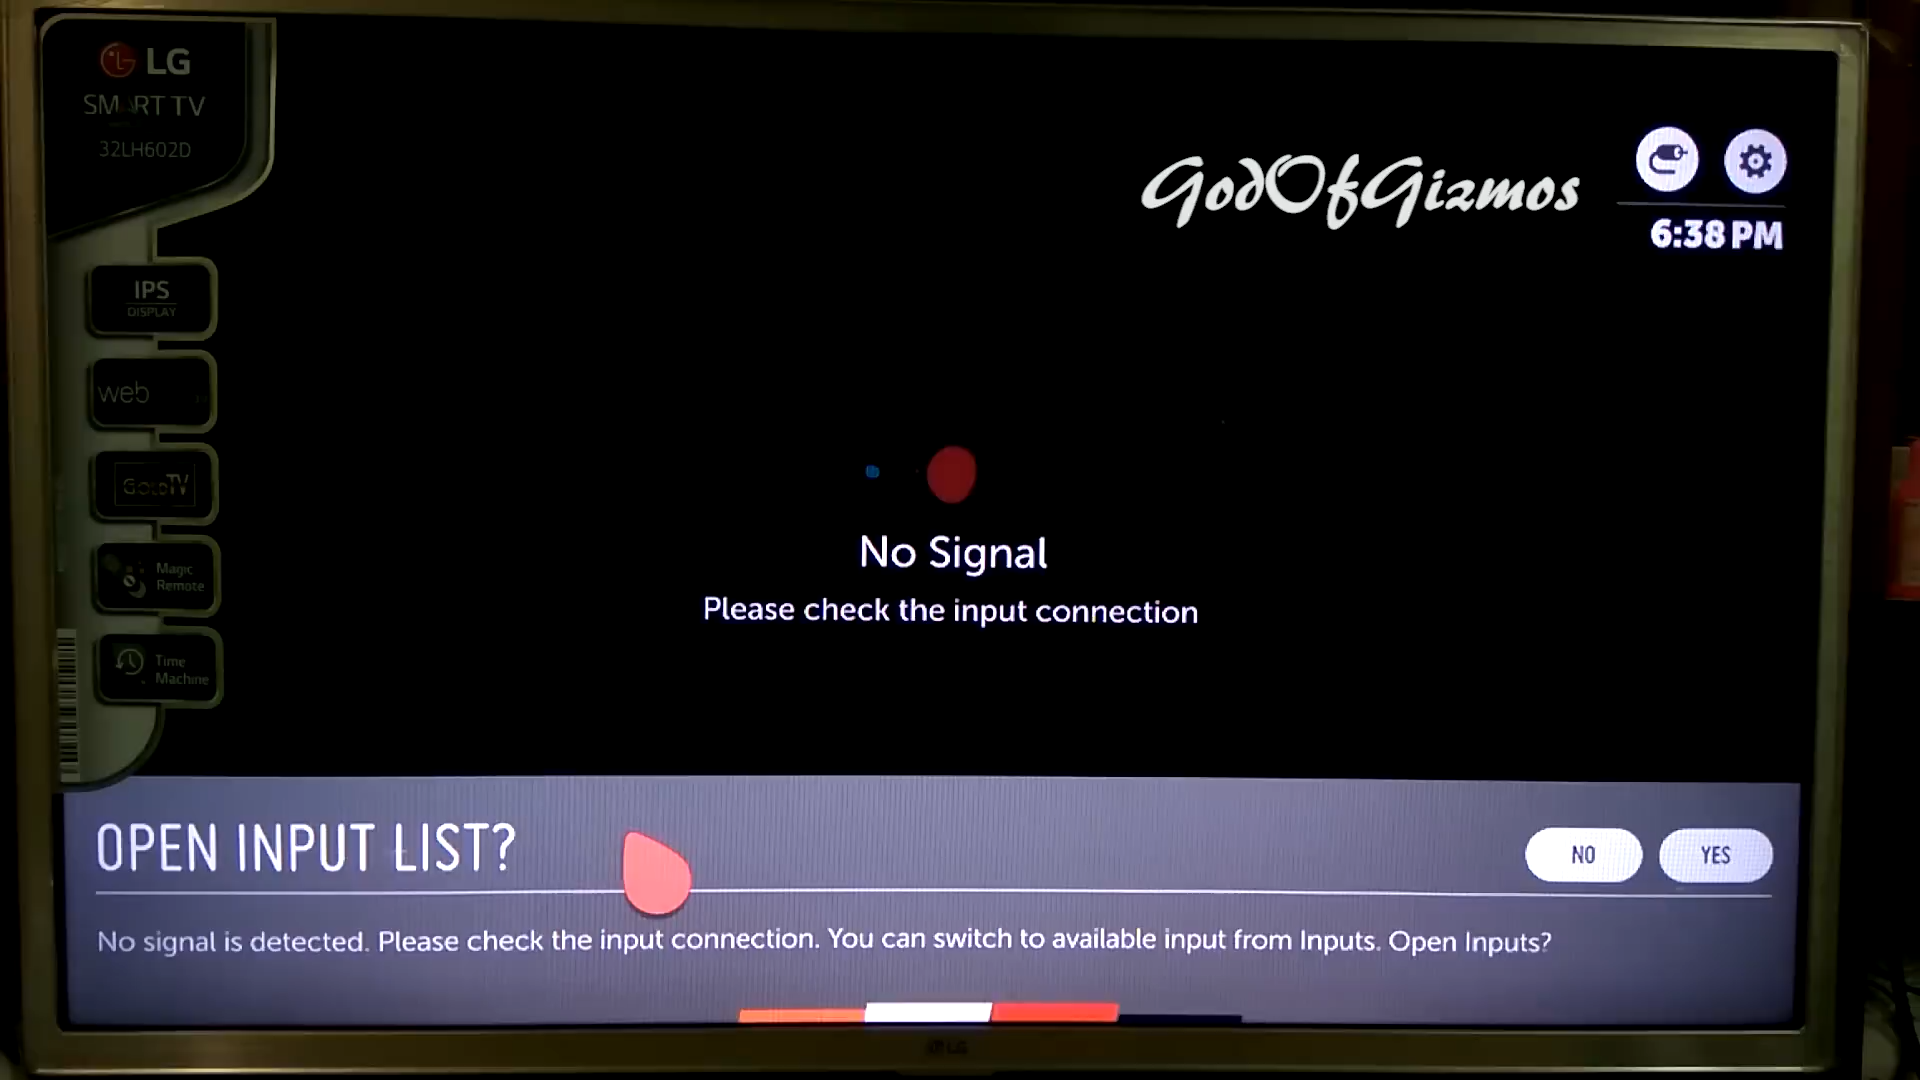 LG
SMART TV
32LH602D
IPS
DISPLAY
web
GotoTV
Magic
Remote
Time
Machine
GodOfGizmos
6:38 PM
No Signal
Please check the input connection
OPEN INPUT LIST?
NO
YES
No signal is detected. Please check the input connection. You can switch to available input from Inputs. Open Inputs?
LG